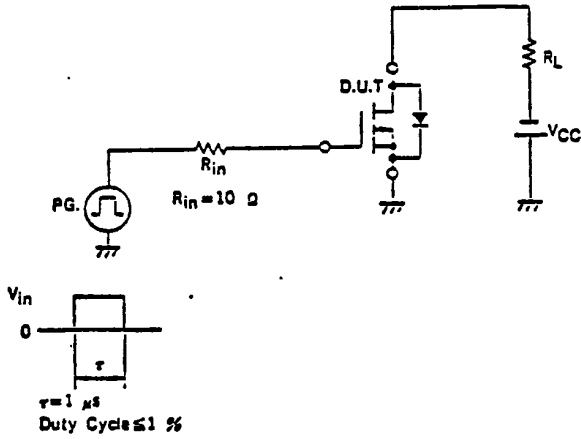 D.U.T
R_L
V_CC
R_in
R_in=10 Ω
PG.
V_in
0
τ
τ=1 μs
Duty Cycle≤1 %